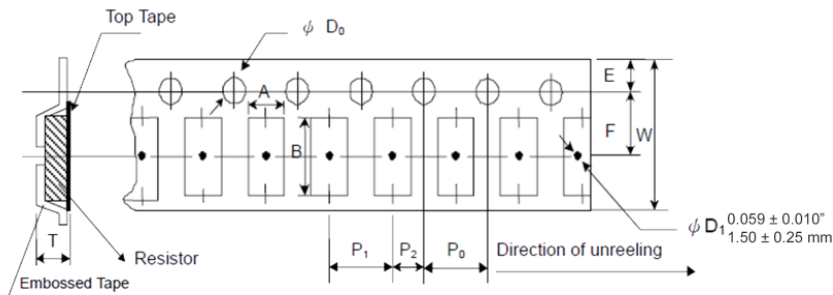 Top Tape
ϕ D₀
A
E
B
F
W
T
Resistor
Embossed Tape
P₁
P₂
P₀
Direction of unreeling
ϕ D₁ 0.059 ± 0.010"
1.50 ± 0.25 mm